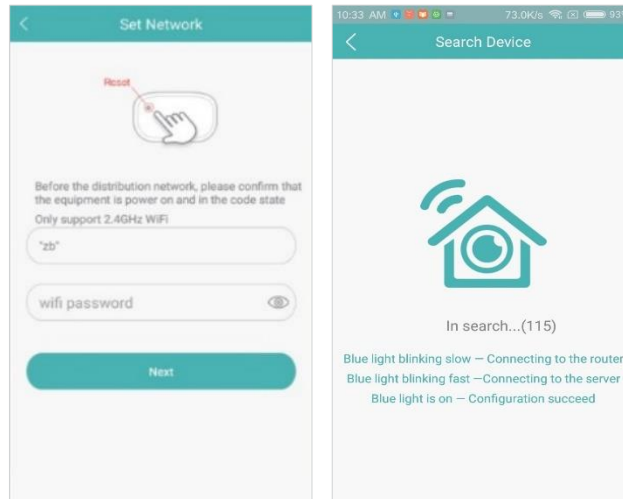 Set Network
Reset
Before the distribution network, please confirm that
the equipment is power on and in the code state
Only support 2.4GHz WiFi
"zb"
wifi password
Next
10:33 AM 73.0K/s 93%
Search Device
In search...(115)
Blue light blinking slow — Connecting to the router
Blue light blinking fast —Connecting to the server
Blue light is on — Configuration succeed